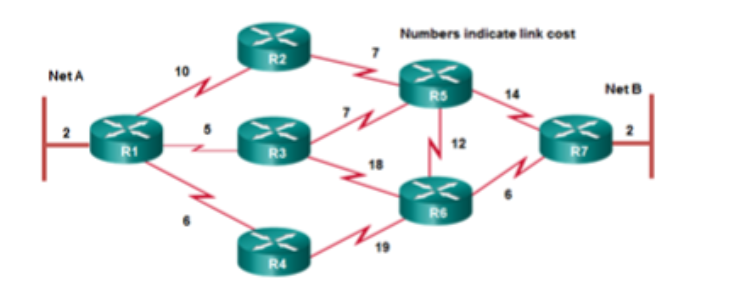 Numbers indicate link cost
Net A
Net B
2
R1
10
R2
7
5
R3
7
18
6
R4
19
R5
12
R6
14
6
R7
2